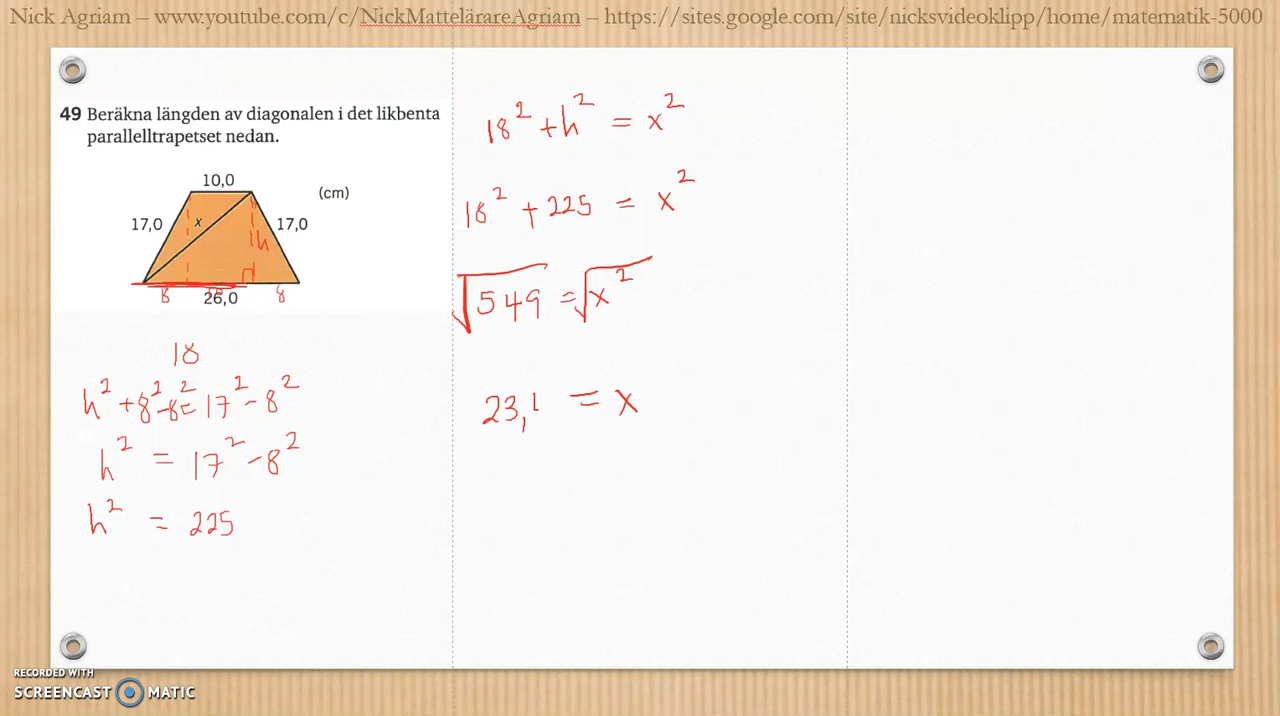 Nick Agriam – www.youtube.com/c/NickMattelärareAgriam – https://sites.google.com/site/nicksvideoklipp/home/matematik-5000
49 Beräkna längden av diagonalen i det likbenta
parallelltrapetset nedan.
10,0
(cm)
17,0
x
17,0
h
8
26,0
8
18
h² + 8² - 8² = 17² - 8²
h² = 17² - 8²
h² = 225
18² + h² = x²
18² + 225 = x²
√549 = √x²
23,1 = x
RECORDED WITH
SCREENCAST MATIC